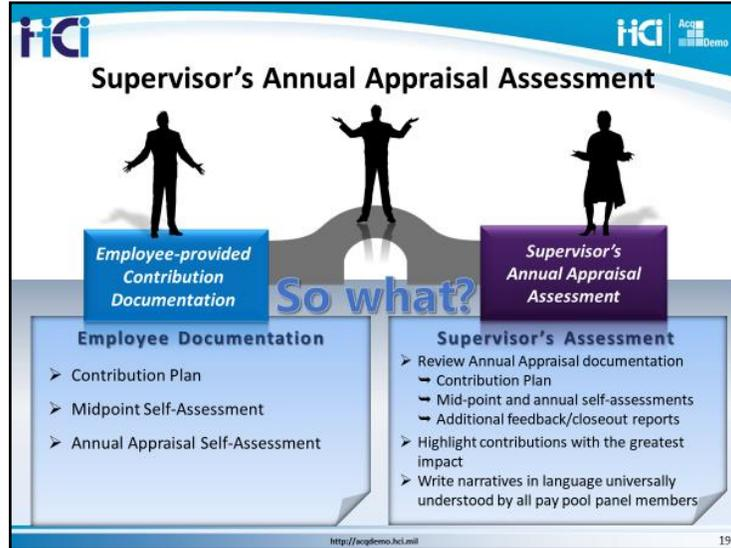 HCi
HCi Acq Demo
Supervisor's Annual Appraisal Assessment
Employee-provided
Contribution
Documentation
So what?
Supervisor's
Annual Appraisal
Assessment
Employee Documentation
➢ Contribution Plan
➢ Midpoint Self-Assessment
➢ Annual Appraisal Self-Assessment
Supervisor's Assessment
➢ Review Annual Appraisal documentation
➥ Contribution Plan
➥ Mid-point and annual self-assessments
➥ Additional feedback/closeout reports
➢ Highlight contributions with the greatest
impact
➢ Write narratives in language universally
understood by all pay pool panel members
http://acqdemo.hci.mil
19